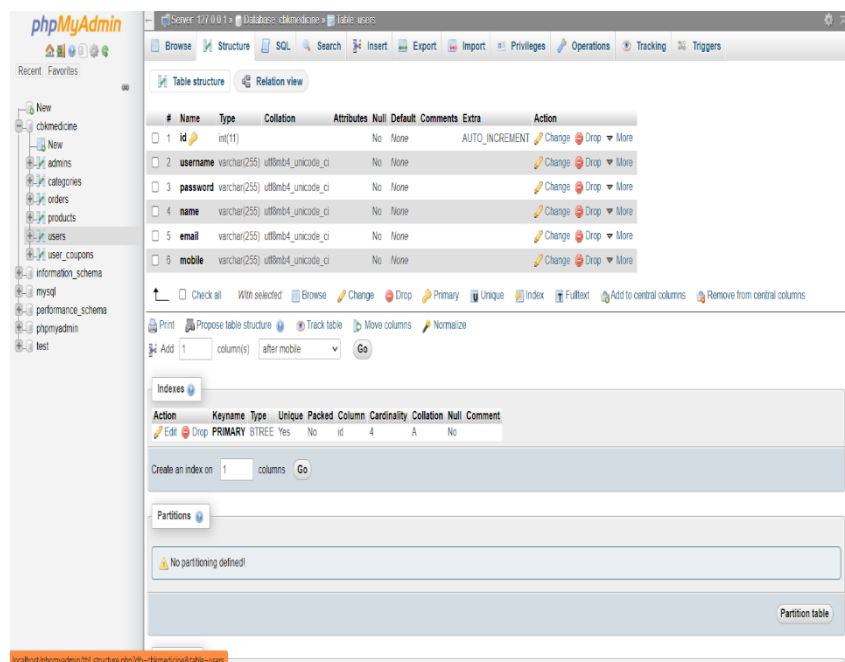 phpMyAdmin
Recent Favorites
New
cbkmedicine
New
admins
categories
orders
products
users
user_coupons
information_schema
mysql
performance_schema
phpmyadmin
test
Server: 127.0.0.1 » Database: cbkmedicine » Table: users
Browse Structure SQL Search Insert Export Import Privileges Operations Tracking Triggers
Table structure Relation view
# Name Type Collation Attributes Null Default Comments Extra Action
1 id int(11) No None AUTO_INCREMENT Change Drop More
2 username varchar(255) utf8mb4_unicode_ci No None Change Drop More
3 password varchar(255) utf8mb4_unicode_ci No None Change Drop More
4 name varchar(255) utf8mb4_unicode_ci No None Change Drop More
5 email varchar(255) utf8mb4_unicode_ci No None Change Drop More
6 mobile varchar(255) utf8mb4_unicode_ci No None Change Drop More
Check all With selected: Browse Change Drop Primary Unique Index Fulltext Add to central columns Remove from central columns
Print Propose table structure Track table Move columns Normalize
Add 1 column(s) after mobile Go
Indexes
Action Keyname Type Unique Packed Column Cardinality Collation Null Comment
Edit Drop PRIMARY BTREE Yes No id 4 A No
Create an index on 1 columns Go
Partitions
No partitioning defined!
Partition table
localhost/phpmyadmin/tbl_structure.php?db=cbkmedicine&table=users